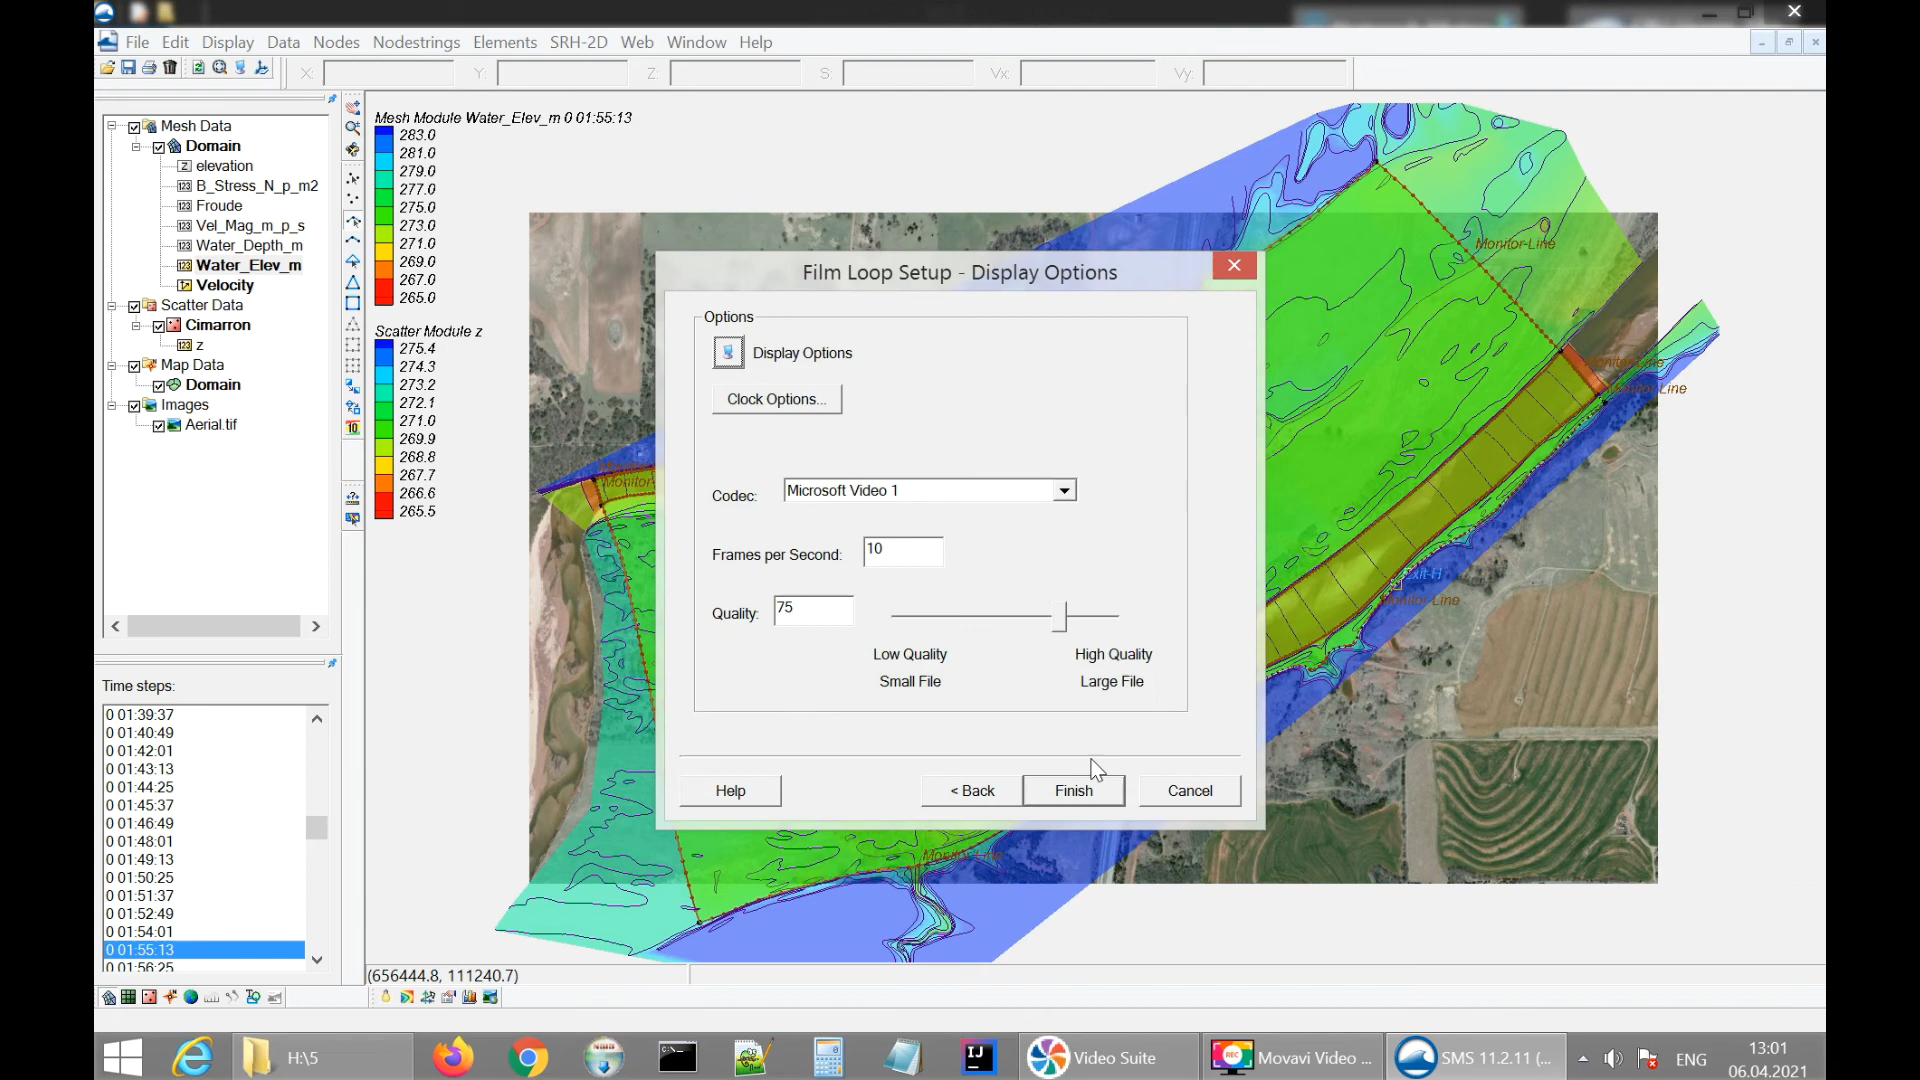 File Edit Display Data Nodes Nodestrings Elements SRH-2D Web Window Help
X: Y: Z: S: Vx: Vy:
Mesh Data
Domain
elevation
B_Stress_N_p_m2
Froude
Vel_Mag_m_p_s
Water_Depth_m
Water_Elev_m
Velocity
Scatter Data
Cimarron
z
Map Data
Domain
Images
Aerial.tif
Time steps:
0 01:39:37
0 01:40:49
0 01:42:01
0 01:43:13
0 01:44:25
0 01:45:37
0 01:46:49
0 01:48:01
0 01:49:13
0 01:50:25
0 01:51:37
0 01:52:49
0 01:54:01
0 01:55:13
0 01:56:25
Mesh Module Water_Elev_m 0 01:55:13
283.0
281.0
279.0
277.0
275.0
273.0
271.0
269.0
267.0
265.0
Scatter Module z
275.4
274.3
273.2
272.1
271.0
269.9
268.8
267.7
266.6
265.5
Monitor-Line
Monitor-Line
Monitor-Line
Exit-H
Monitor-Line
Monitor-Line
Film Loop Setup - Display Options
Options
Display Options
Clock Options...
Codec: Microsoft Video 1
Frames per Second: 10
Quality: 75
Low Quality High Quality
Small File Large File
Help < Back Finish Cancel
(656444.8, 111240.7)
H:\5 Video Suite Movavi Video ... SMS 11.2.11 (... ENG 13:01
06.04.2021